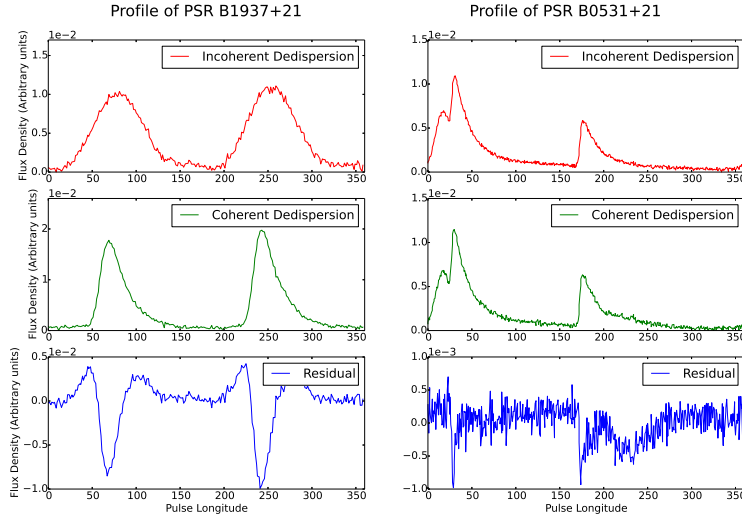 Profile of PSR B1937+21
1e−2
Incoherent Dedispersion
Flux Density (Arbitrary units)
1.5
1.0
0.5
0.0
0 50 100 150 200 250 300 350
1e−2
Coherent Dedispersion
Flux Density (Arbitrary units)
2
1
0
0 50 100 150 200 250 300 350
1e−2
Residual
Flux Density (Arbitrary units)
0.5
0.0
−0.5
−1.0
0 50 100 150 200 250 300 350
Pulse Longitude
Profile of PSR B0531+21
1e−2
Incoherent Dedispersion
1.5
1.0
0.5
0.0
0 50 100 150 200 250 300 350
1e−2
Coherent Dedispersion
1.5
1.0
0.5
0.0
0 50 100 150 200 250 300 350
1e−3
Residual
1.0
0.5
0.0
−0.5
−1.0
0 50 100 150 200 250 300 350
Pulse Longitude